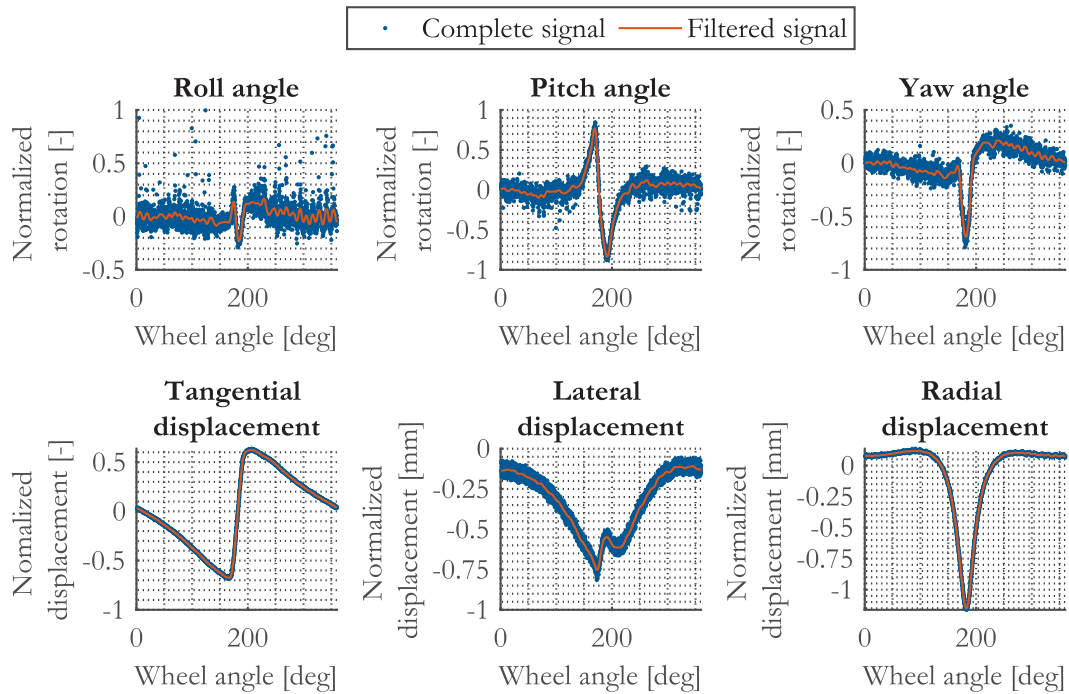 Complete signal Filtered signal
Roll angle
Normalized
rotation [-]
1
0.5
0
-0.5
0 200
Wheel angle [deg]
Pitch angle
Normalized
rotation [-]
1
0.5
0
-0.5
-1
0 200
Wheel angle [deg]
Yaw angle
Normalized
rotation [-]
0.5
0
-0.5
-1
0 200
Wheel angle [deg]
Tangential
displacement
Nomalized
displacement [-]
0.5
0
-0.5
-1
0 200
Wheel angle [deg]
Lateral
displacement
Normalized
displacement [mm]
0
-0.25
-0.5
-0.75
-1
0 200
Wheel angle [deg]
Radial
displacement
Normalized
displacement [mm]
0
-0.25
-0.5
-0.75
-1
0 200
Wheel angle [deg]